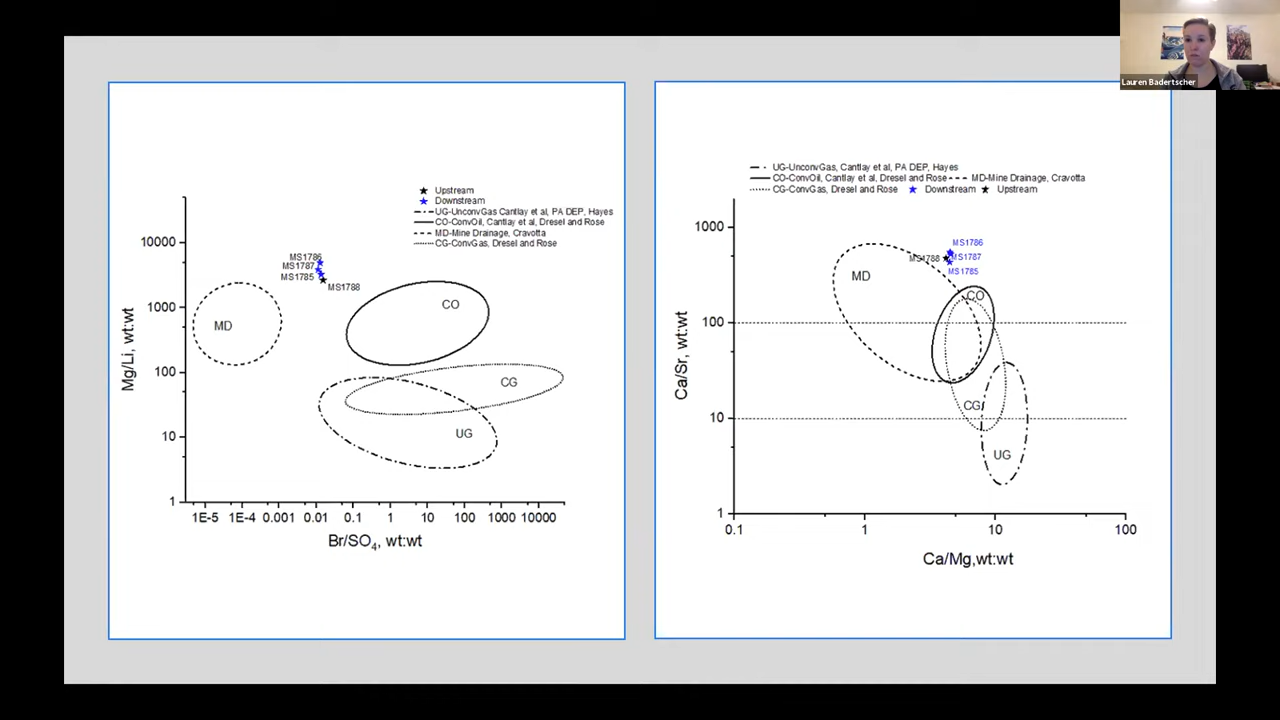 Lauren Badertscher
Upstream
Downstream
UG-UnconvGas Cantlay et al, PA DEP, Hayes
CO-ConvOil, Cantlay et al, Dresel and Rose
MD-Mine Drainage, Cravotta
CG-ConvGas, Dresel and Rose
10000
1000
100
10
1
Mg/Li, wt:wt
MS1786
MS1787
MS1785
MS1788
MD
CO
CG
UG
1E-5 1E-4 0.001 0.01 0.1 1 10 100 1000 10000
Br/SO₄, wt:wt
UG-UnconvGas, Cantlay et al, PA DEP, Hayes
CO-ConvOil, Cantlay et al, Dresel and Rose MD-Mine Drainage, Cravotta
CG-ConvGas, Dresel and Rose Downstream Upstream
1000
100
10
1
Ca/Sr, wt:wt
MS1786
MS1788 MS1787
MS1785
MD
CO
CG
UG
0.1 1 10 100
Ca/Mg,wt:wt